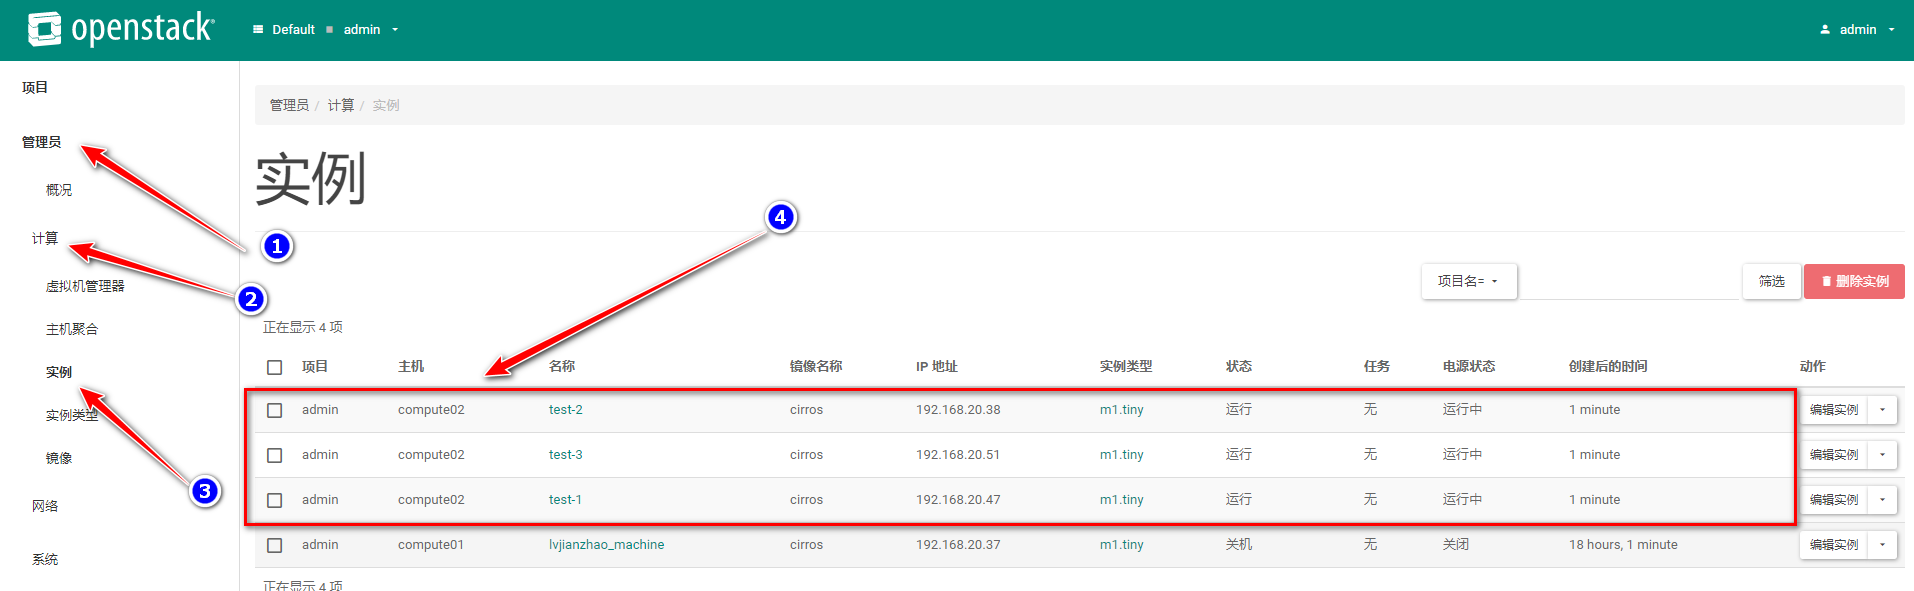 openstack
Default admin
admin
项目
管理员
概况
计算
虚拟机管理器
主机聚合
实例
实例类型
镜像
网络
系统
管理员 / 计算 / 实例
实例
1
2
3
4
项目名=
筛选
删除实例
正在显示 4 项
项目 主机 名称 镜像名称 IP 地址 实例类型 状态 任务 电源状态 创建后的时间 动作
admin compute02 test-2 cirros 192.168.20.38 m1.tiny 运行 无 运行中 1 minute 编辑实例
admin compute02 test-3 cirros 192.168.20.51 m1.tiny 运行 无 运行中 1 minute 编辑实例
admin compute02 test-1 cirros 192.168.20.47 m1.tiny 运行 无 运行中 1 minute 编辑实例
admin compute01 lvjianzhao_machine cirros 192.168.20.37 m1.tiny 关机 无 关闭 18 hours, 1 minute 编辑实例
正在显示 4 项